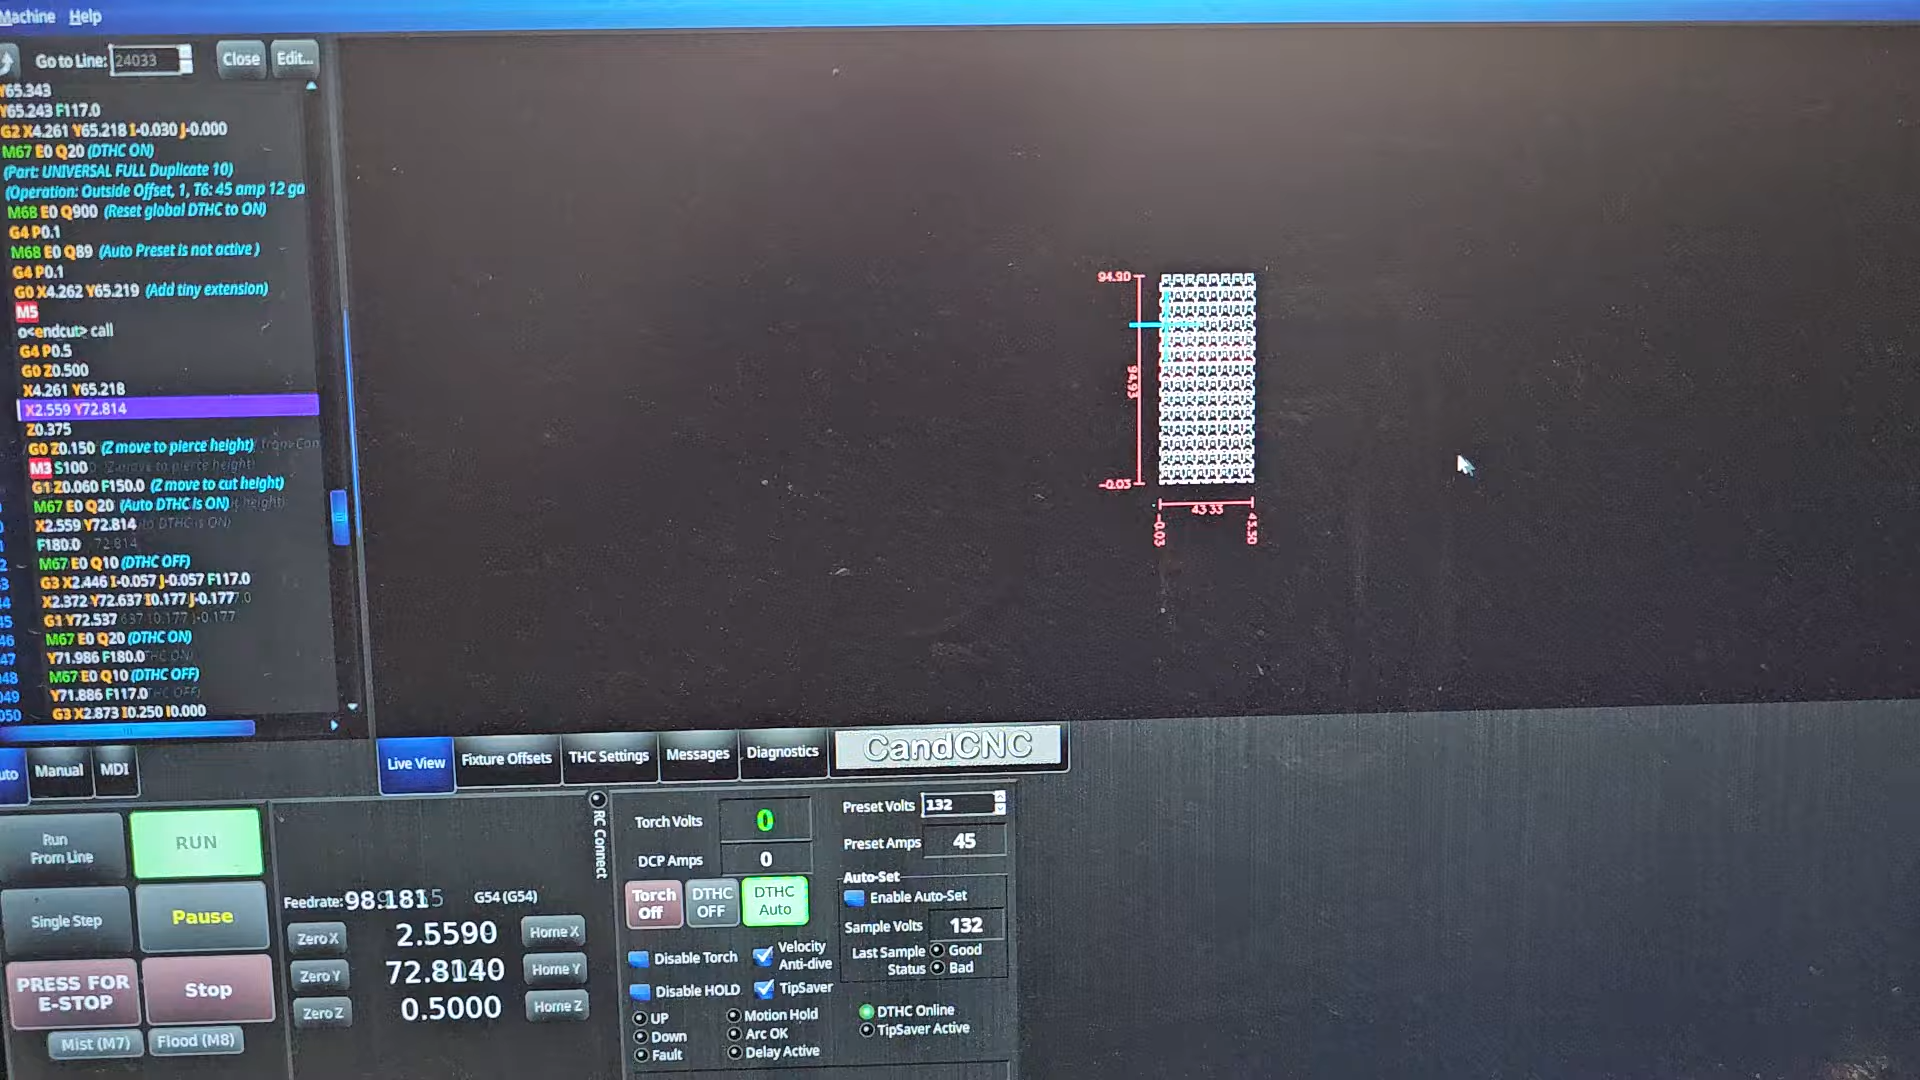 Machine Help
Go to Line: 24033 Close Edit...
Y65.343
Y65.243 F117.0
G2 X4.261 Y65.218 I-0.030 J-0.000
M67 E0 Q20 (DTHC ON)
(Part: UNIVERSAL FULL Duplicate 10)
(Operation: Outside Offset, 1, T6: 45 amp 12 ga
M68 E0 Q900 (Reset global DTHC to ON)
G4 P0.1
M68 E0 Q89 (Auto Preset is not active )
G4 P0.1
G0 X4.262 Y65.219 (Add tiny extension)
M5
o<endcut> call
G4 P0.5
G0 Z0.500
X4.261 Y65.218
X2.559 Y72.814
Z0.375
G0 Z0.150 (Z move to pierce height)
M3 S100
G1 Z0.060 F150.0 (Z move to cut height)
M67 E0 Q20 (Auto DTHC is ON)
X2.559 Y72.814
F180.0
M67 E0 Q10 (DTHC OFF)
G3 X2.446 I-0.057 J-0.057 F117.0
X2.372 Y72.637 I0.177 J-0.177
G1 Y72.537
46 M67 E0 Q20 (DTHC ON)
47 Y71.986 F180.0
48 M67 E0 Q10 (DTHC OFF)
049 Y71.886 F117.0
050 G3 X2.873 I0.250 I0.000
94.90
94.93
-0.03
43.33
-0.03
Manual MDI
Live View Fixture Offsets THC Settings Messages Diagnostics CandCNC
Run From Line
RUN
Single Step
Pause
PRESS FOR
E-STOP
Stop
Mist (M7) Flood (M8)
Feedrate: 98.181 G54 (G54)
Zero X 2.5590 Home X
Zero Y 72.8140 Home Y
Zero Z 0.5000 Home Z
RC Connect
Torch Volts 0
DCP Amps 0
Torch Off
DTHC OFF
DTHC Auto
Disable Torch
Velocity Anti-dive
Disable HOLD
TipSaver
UP
Down
Fault
Motion Hold
Arc OK
Delay Active
Preset Volts 132
Preset Amps 45
Auto-Set
Enable Auto-Set
Sample Volts 132
Last Sample Status
Good
Bad
DTHC Online
TipSaver Active